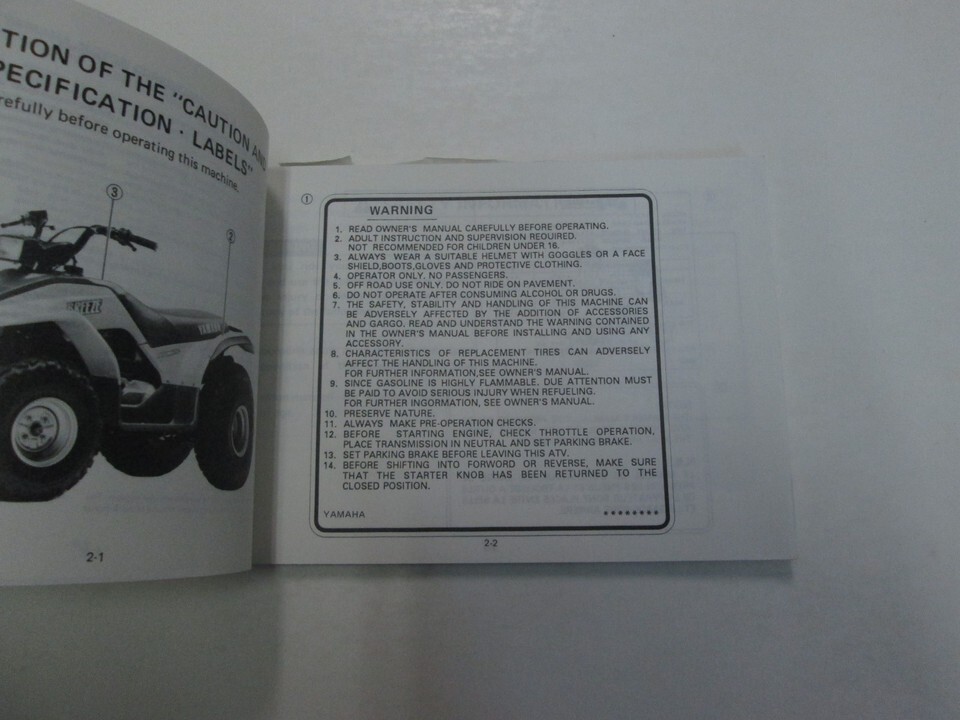 TION OF THE "CAUTION AND
PECIFICATION · LABELS"
refully before operating this machine.
3
2
YAMAHA
2-1
1
WARNING
1. READ OWNER'S MANUAL CAREFULLY BEFORE OPERATING.
2. ADULT INSTRUCTION AND SUPERVISION REQUIRED.
NOT RECOMMENDED FOR CHILDREN UNDER 16.
3. ALWAYS WEAR A SUITABLE HELMET WITH GOGGLES OR A FACE
SHIELD,BOOTS,GLOVES AND PROTECTIVE CLOTHING.
4. OPERATOR ONLY. NO PASSENGERS.
5. OFF ROAD USE ONLY. DO NOT RIDE ON PAVEMENT.
6. DO NOT OPERATE AFTER CONSUMING ALCOHOL OR DRUGS.
7. THE SAFETY, STABILITY AND HANDLING OF THIS MACHINE CAN
BE ADVERSELY AFFECTED BY THE ADDITION OF ACCESSORIES
AND GARGO. READ AND UNDERSTAND THE WARNING CONTAINED
IN THE OWNER'S MANUAL BEFORE INSTALLING AND USING ANY
ACCESSORY.
8. CHARACTERISTICS OF REPLACEMENT TIRES CAN ADVERSELY
AFFECT THE HANDLING OF THIS MACHINE.
FOR FURTHER INFORMATION,SEE OWNER'S MANUAL.
9. SINCE GASOLINE IS HIGHLY FLAMMABLE. DUE ATTENTION MUST
BE PAID TO AVOID SERIOUS INJURY WHEN REFUELING.
FOR FURTHER INGORMATION, SEE OWNER'S MANUAL.
10. PRESERVE NATURE.
11. ALWAYS MAKE PRE-OPERATION CHECKS.
12. BEFORE STARTING ENGINE, CHECK THROTTLE OPERATION,
PLACE TRANSMISSION IN NEUTRAL AND SET PARKING BRAKE.
13. SET PARKING BRAKE BEFORE LEAVING THIS ATV.
14. BEFORE SHIFTING INTO FORWORD OR REVERSE, MAKE SURE
THAT THE STARTER KNOB HAS BEEN RETURNED TO THE
CLOSED POSITION.
YAMAHA ********
2-2